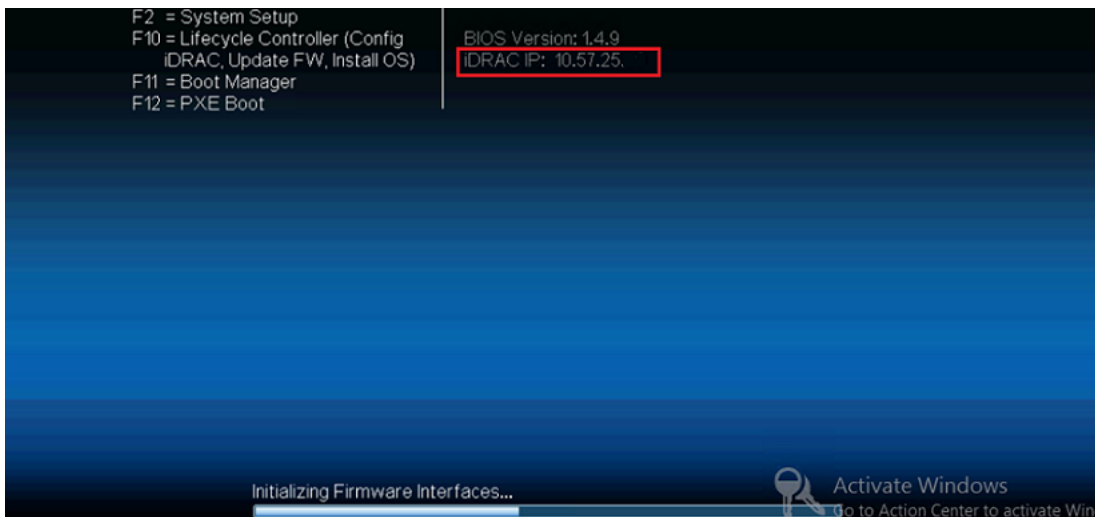 F2 = System Setup
F10 = Lifecycle Controller (Config
iDRAC, Update FW, Install OS)
F11 = Boot Manager
F12 = PXE Boot
BIOS Version: 1.4.9
iDRAC IP: 10.57.25.
Initializing Firmware Interfaces...
Activate Windows
Go to Action Center to activate Win